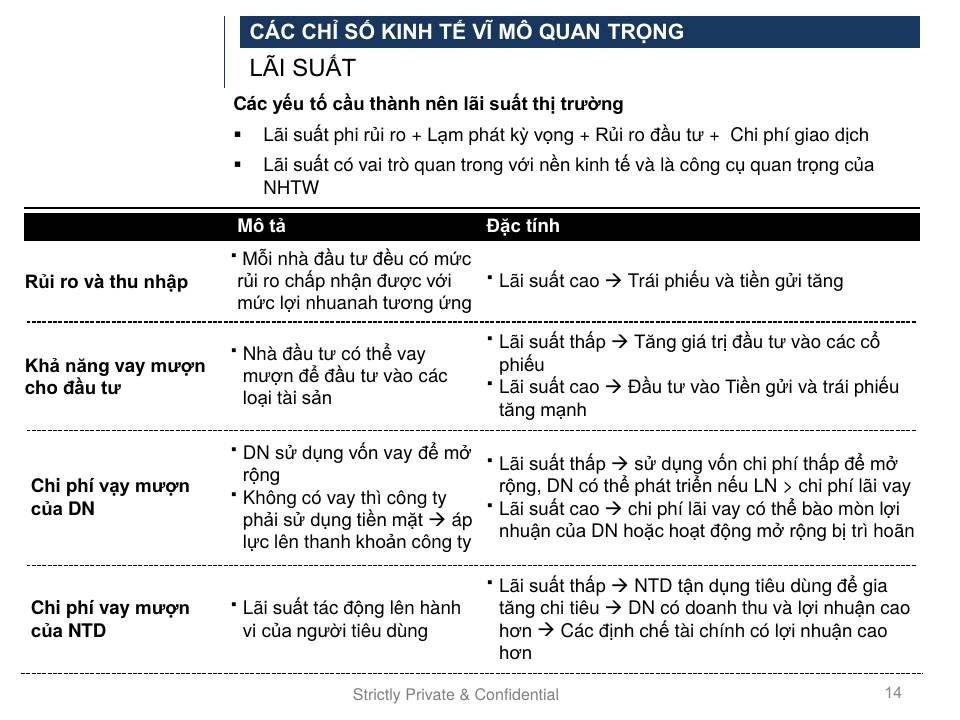 CÁC CHỈ SỐ KINH TẾ VĨ MÔ QUAN TRỌNG
LÃI SUẤT
Các yếu tố cầu thành nên lãi suất thị trường
▪ Lãi suất phi rủi ro + Lạm phát kỳ vọng + Rủi ro đầu tư + Chi phí giao dịch
▪ Lãi suất có vai trò quan trong với nền kinh tế và là công cụ quan trọng của
NHTW
Mô tả Đặc tính
Rủi ro và thu nhập
▪ Mỗi nhà đầu tư đều có mức
rủi ro chấp nhận được với
mức lợi nhuanah tương ứng
▪ Lãi suất cao → Trái phiếu và tiền gửi tăng
Khả năng vay mượn
cho đầu tư
▪ Nhà đầu tư có thể vay
mượn để đầu tư vào các
loại tài sản
▪ Lãi suất thấp → Tăng giá trị đầu tư vào các cổ
phiếu
▪ Lãi suất cao → Đầu tư vào Tiền gửi và trái phiếu
tăng mạnh
Chi phí vạy mượn
của DN
▪ DN sử dụng vốn vay để mở
rộng
▪ Không có vay thì công ty
phải sử dụng tiền mặt → áp
lực lên thanh khoản công ty
▪ Lãi suất thấp → sử dụng vốn chi phí thấp để mở
rộng, DN có thể phát triển nếu LN > chi phí lãi vay
▪ Lãi suất cao → chi phí lãi vay có thể bào mòn lợi
nhuận của DN hoặc hoạt động mở rộng bị trì hoãn
Chi phí vay mượn
của NTD
▪ Lãi suất tác động lên hành
vi của người tiêu dùng
▪ Lãi suất thấp → NTD tận dụng tiêu dùng để gia
tăng chi tiêu → DN có doanh thu và lợi nhuận cao
hơn → Các định chế tài chính có lợi nhuận cao
hơn
Strictly Private & Confidential
14